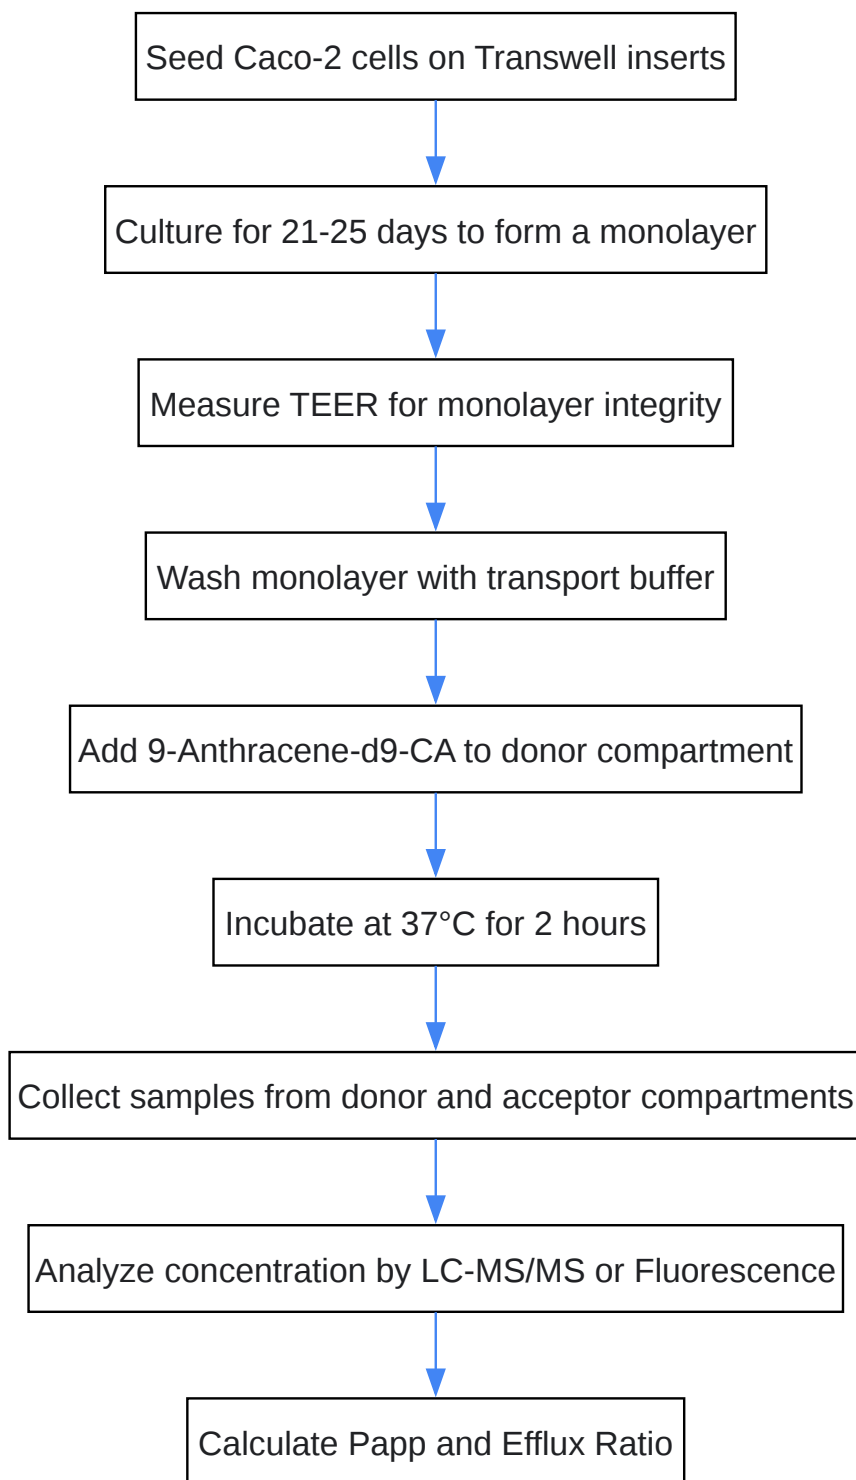 Seed Caco-2 cells on Transwell inserts
Culture for 21-25 days to form a monolayer
Measure TEER for monolayer integrity
Wash monolayer with transport buffer
Add 9-Anthracene-d9-CA to donor compartment
Incubate at 37°C for 2 hours
Collect samples from donor and acceptor compartments
Analyze concentration by LC-MS/MS or Fluorescence
Calculate Papp and Efflux Ratio